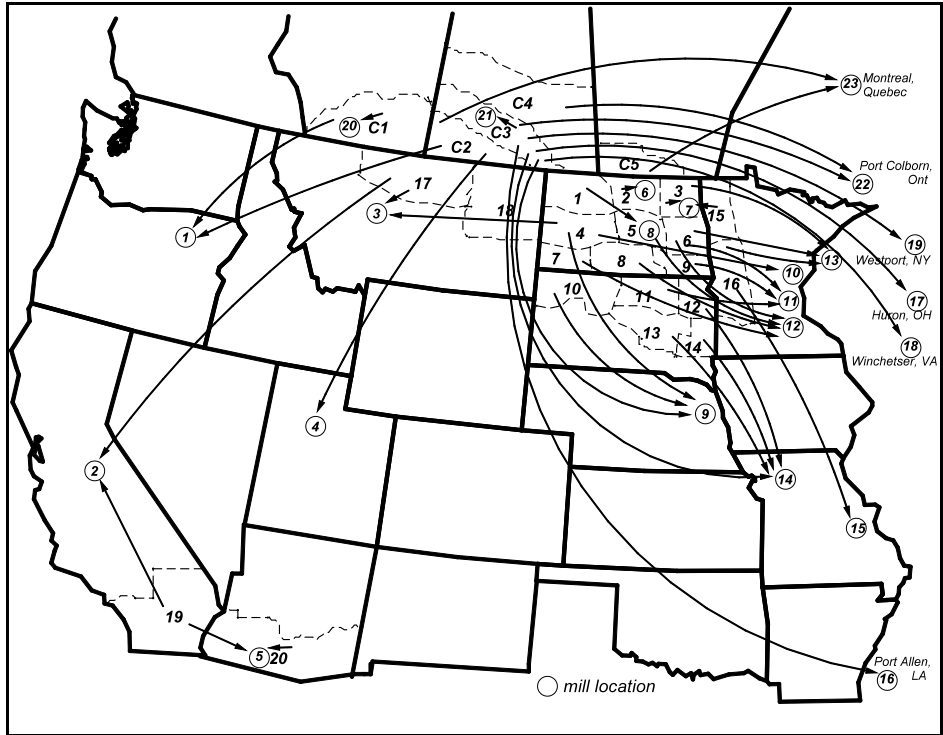 23
Montreal,
Quebec
C4
21
20
C1
C3
C2
C5
Port Colborn,
Ont
22
17
3
18
1
2
6
3
7
15
1
4
5
8
6
19
Westport, NY
13
7
8
9
10
16
10
11
12
11
12
17
Huron, OH
13
14
18
Winchetser, VA
9
4
2
14
15
19
5
20
Port Allen,
LA
16
mill location